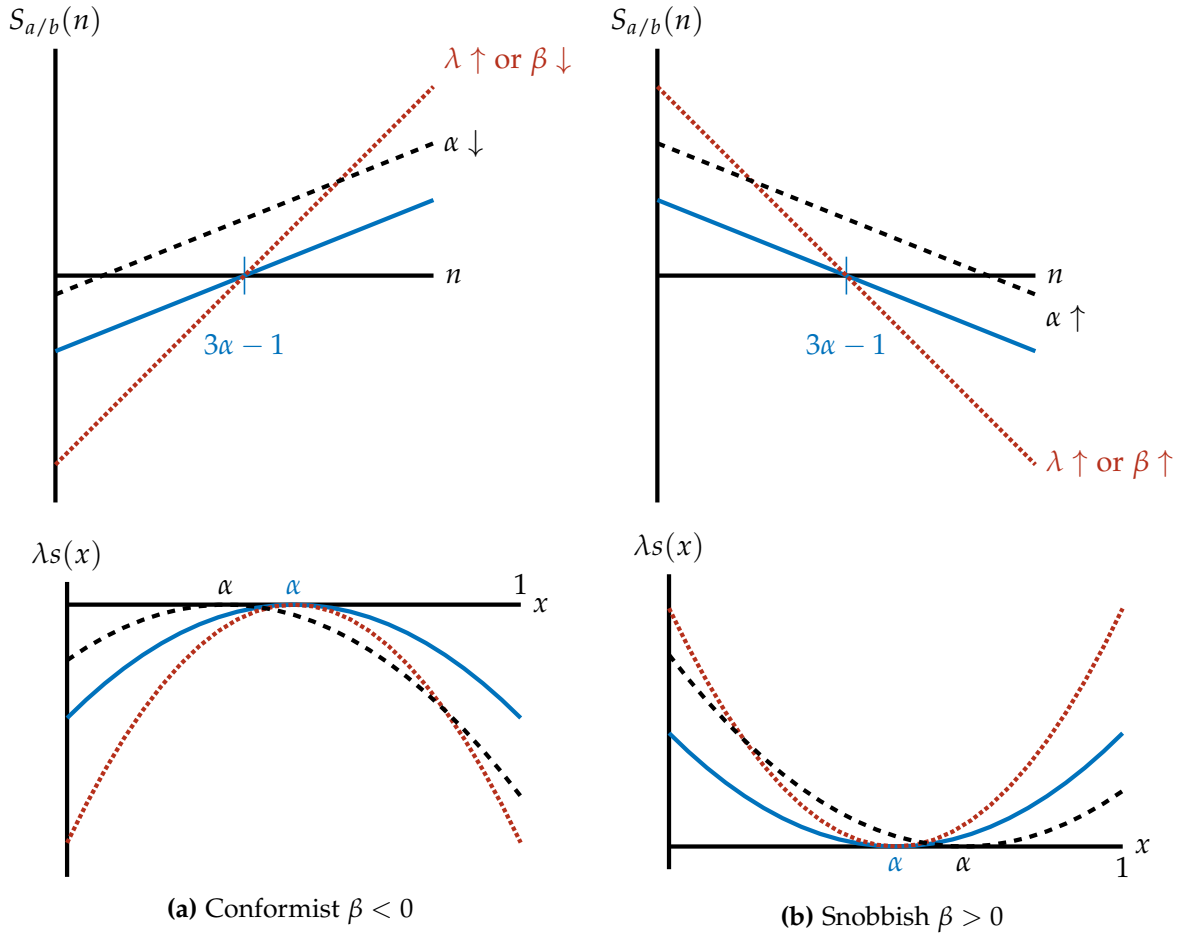 S_{a/b}(n)
λ ↑ or β ↓
α ↓
n
3α − 1
S_{a/b}(n)
n
α ↑
3α − 1
λ ↑ or β ↑
λs(x)
α
α
1
x
(a) Conformist β < 0
λs(x)
x
α
α
1
(b) Snobbish β > 0